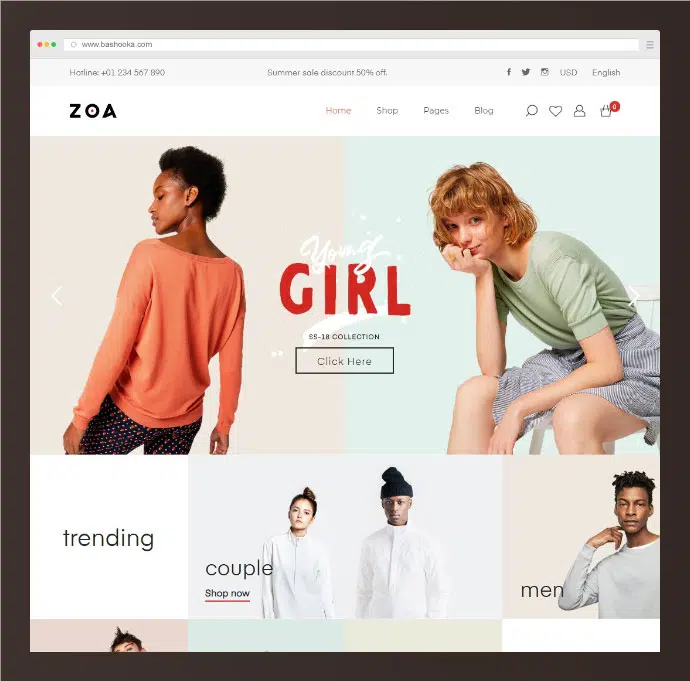 www.bashooka.com
Hotline: +01 234 567 890 Summer sale discount 50% off. USD English
ZOA Home Shop Pages Blog 0
Young
GIRL
SS-18 COLLECTION
Click Here
trending
couple
Shop now
men